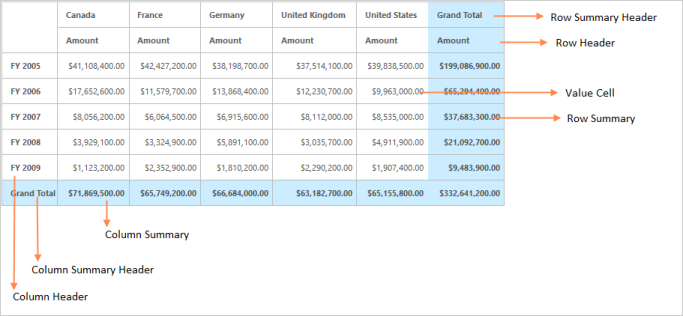 Canada France Germany United Kingdom United States Grand Total
Row Summary Header
Amount Amount Amount Amount Amount Amount
Row Header
FY 2005 $41,108,400.00 $42,427,200.00 $38,198,700.00 $37,514,100.00 $39,838,500.00 $199,086,900.00
FY 2006 $17,652,600.00 $11,579,700.00 $13,868,400.00 $12,230,700.00 $9,963,000.00 $65,294,400.00
Value Cell
FY 2007 $8,056,200.00 $6,064,500.00 $6,915,600.00 $8,112,000.00 $8,535,000.00 $37,683,300.00
Row Summary
FY 2008 $3,929,100.00 $3,324,900.00 $5,891,100.00 $3,035,700.00 $4,911,900.00 $21,092,700.00
FY 2009 $1,123,200.00 $2,352,900.00 $1,810,200.00 $2,290,200.00 $1,907,400.00 $9,483,900.00
Grand Total $71,869,500.00 $65,749,200.00 $66,684,000.00 $63,182,700.00 $65,155,800.00 $332,641,200.00
Column Summary
Column Summary Header
Column Header